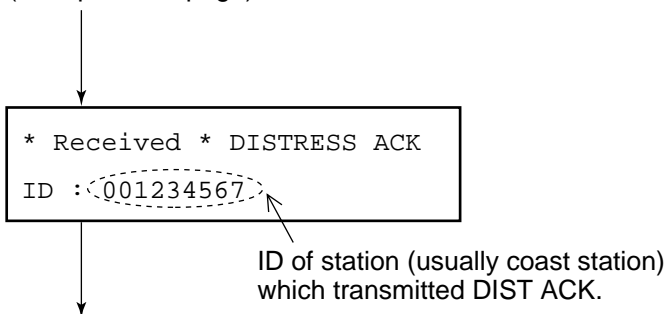 * Received * DISTRESS ACK
ID : 001234567
ID of station (usually coast station)
which transmitted DIST ACK.